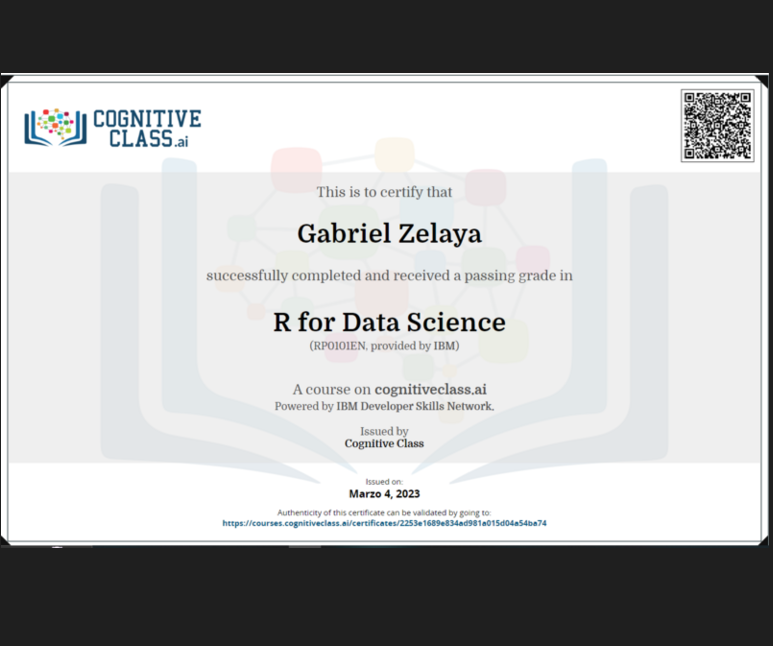 COGNITIVE
CLASS.ai
This is to certify that
Gabriel Zelaya
successfully completed and received a passing grade in
R for Data Science
(RP0101EN, provided by IBM)
A course on cognitiveclass.ai
Powered by IBM Developer Skills Network.
Issued by
Cognitive Class
Issued on:
Marzo 4, 2023
Authenticity of this certificate can be validated by going to:
https://courses.cognitiveclass.ai/certificates/2253e1689e834ad981a015d04a54ba74